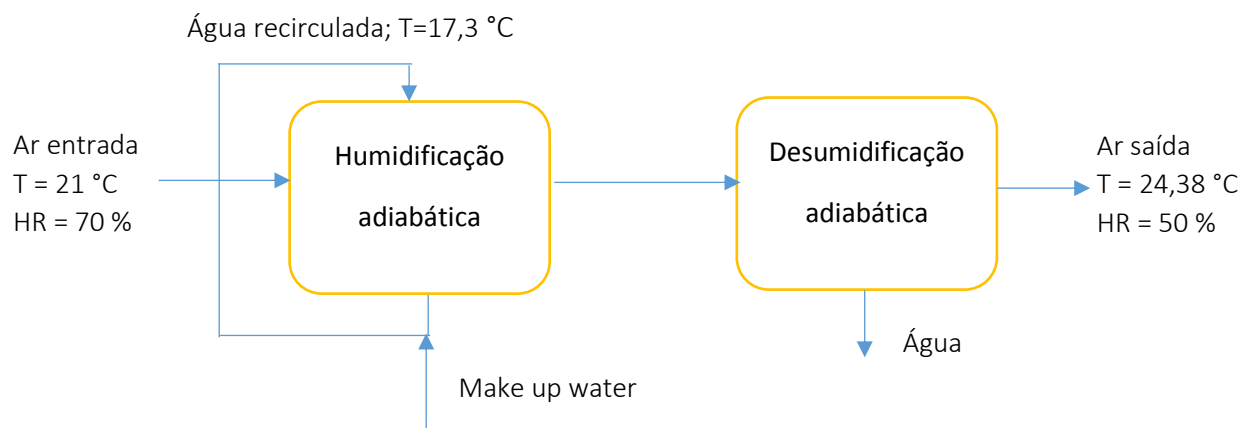 Água recirculada; T=17,3 °C
Ar entrada
T = 21 °C
HR = 70 %
Humidificação
adiabática
Desumidificação
adiabática
Ar saída
T = 24,38 °C
HR = 50 %
Água
Make up water